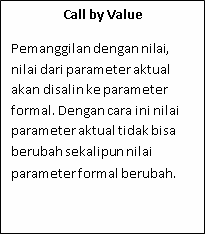 Call by Value
Pemanggilan dengan nilai,
nilai dari parameter aktual
akan disalin ke parameter
formal. Dengan cara ini nilai
parameter aktual tidak bisa
berubah sekalipun nilai
parameter formal berubah.